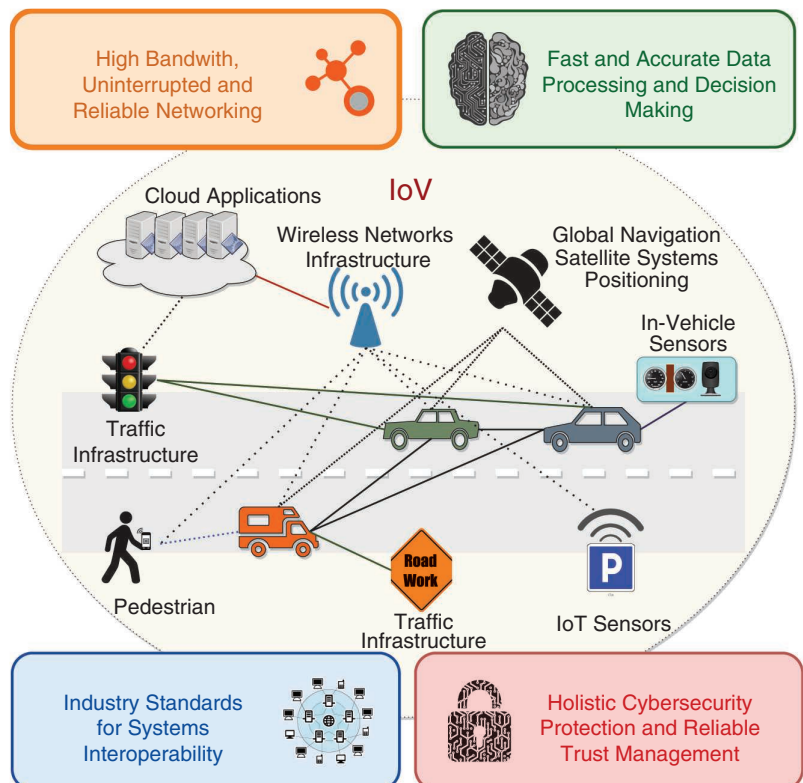 High Bandwith,
Uninterrupted and
Reliable Networking
Fast and Accurate Data
Processing and Decision
Making
IoV
Cloud Applications
Wireless Networks
Infrastructure
Global Navigation
Satellite Systems
Positioning
In-Vehicle
Sensors
Traffic
Infrastructure
Pedestrian
Road
Work
Traffic
Infrastructure
P
IoT Sensors
Industry Standards
for Systems
Interoperability
Holistic Cybersecurity
Protection and Reliable
Trust Management